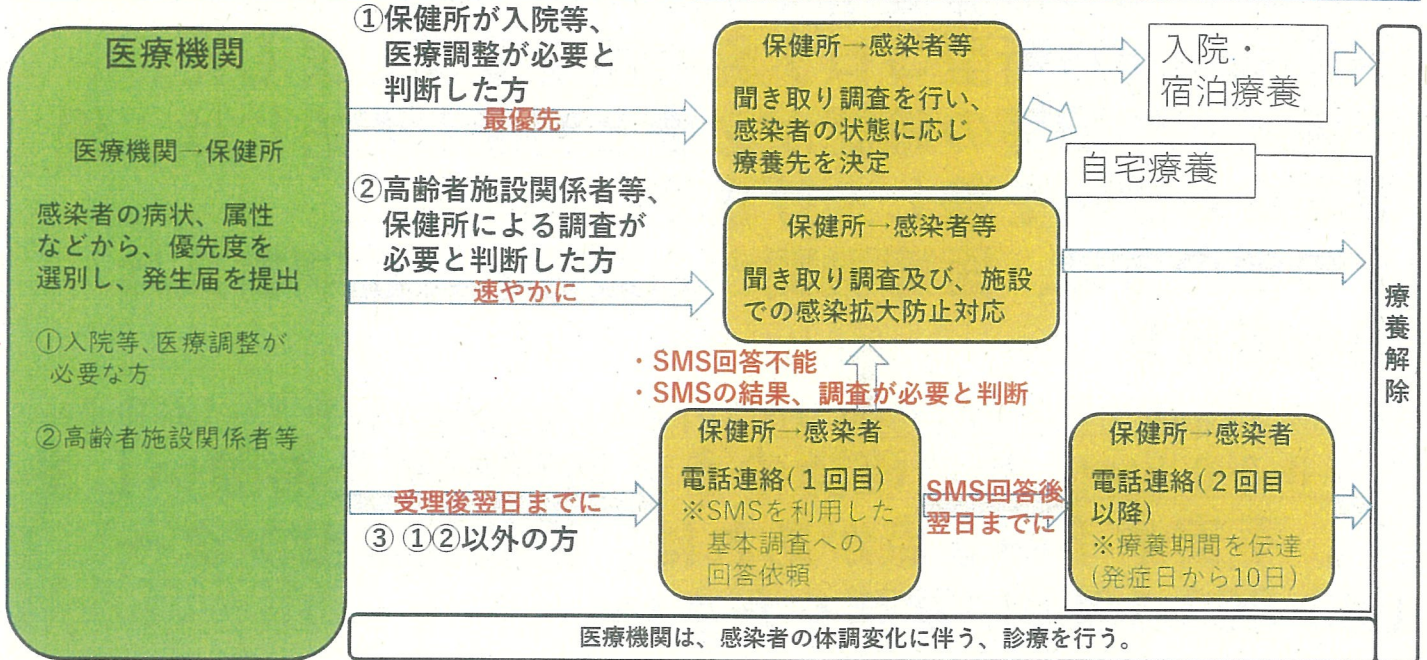 医療機関
医療機関→保健所
感染者の病状、属性
などから、優先度を
選別し、発生届を提出
①入院等、医療調整が
必要な方
②高齢者施設関係者等
①保健所が入院等、
医療調整が必要と
判断した方
最優先
保健所→感染者等
聞き取り調査を行い、
感染者の状態に応じ
療養先を決定
入院・
宿泊療養
自宅療養
②高齢者施設関係者等、
保健所による調査が
必要と判断した方
速やかに
保健所→感染者等
聞き取り調査及び、施設
での感染拡大防止対応
・SMS回答不能
・SMSの結果、調査が必要と判断
受理後翌日までに
③ ①②以外の方
保健所→感染者
電話連絡(1回目)
※SMSを利用した
基本調査への
回答依頼
SMS回答後
翌日までに
保健所→感染者
電話連絡(2回目
以降)
※療養期間を伝達
(発症日から10日)
療養解除
医療機関は、感染者の体調変化に伴う、診療を行う。